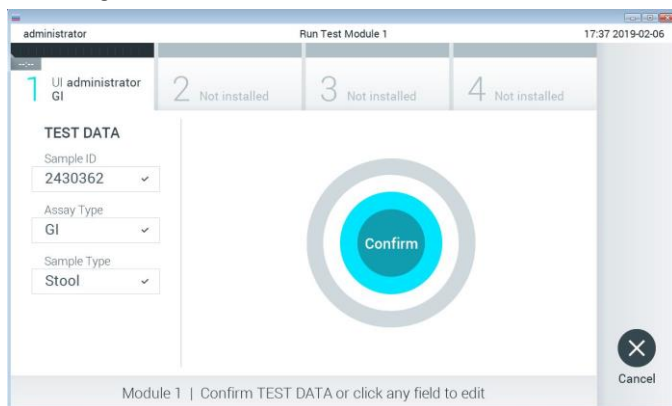 administrator Run Test Module 1 17:37 2019-02-06
--:--
1 UI administrator
GI
2 Not installed
3 Not installed
4 Not installed
TEST DATA
Sample ID
2430362
Assay Type
GI
Sample Type
Stool
Confirm
Cancel
Module 1 | Confirm TEST DATA or click any field to edit